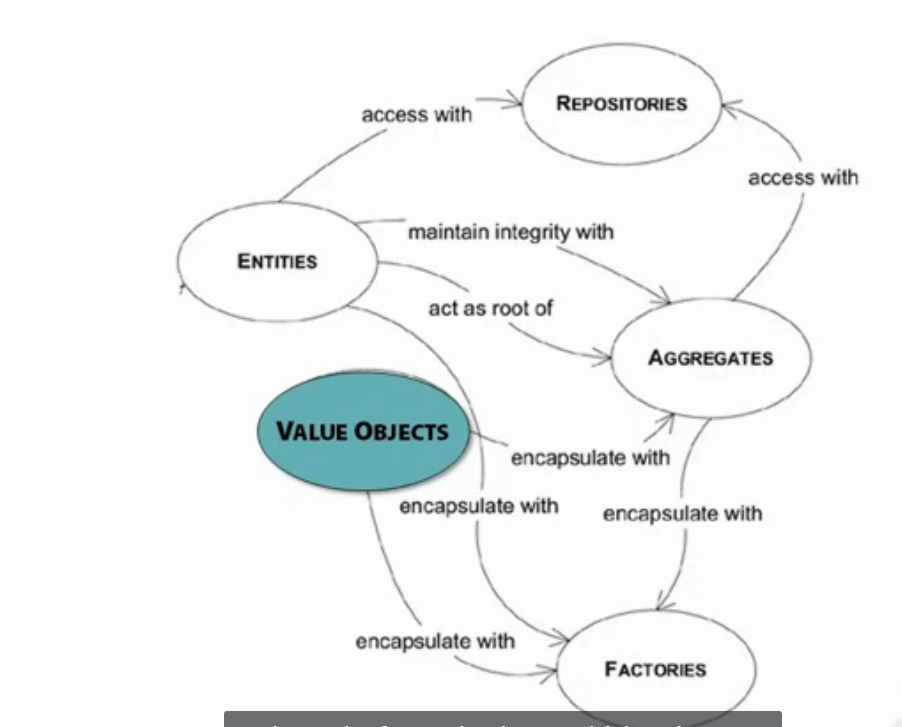 REPOSITORIES
access with
access with
maintain integrity with
ENTITIES
act as root of
AGGREGATES
VALUE OBJECTS
encapsulate with
encapsulate with
encapsulate with
encapsulate with
FACTORIES